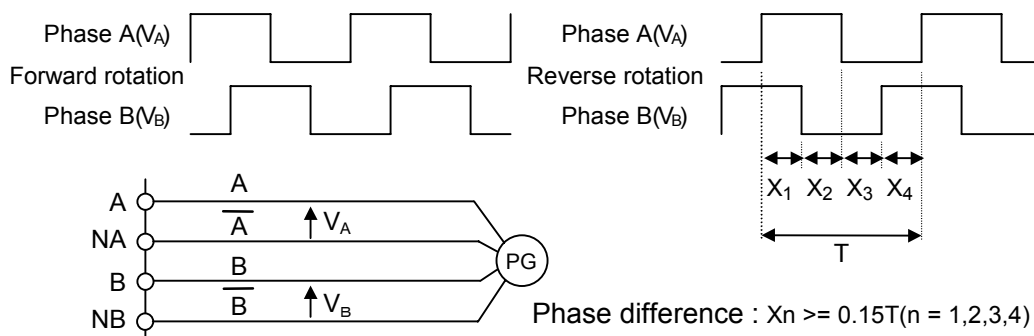 Phase A(VA)
Forward rotation
Phase B(VB)
Phase A(VA)
Reverse rotation
Phase B(VB)
X1 X2 X3 X4
T
A
NA
B
NB
A
A̅
B
B̅
VA
VB
PG
Phase difference : Xn >= 0.15T(n = 1,2,3,4)